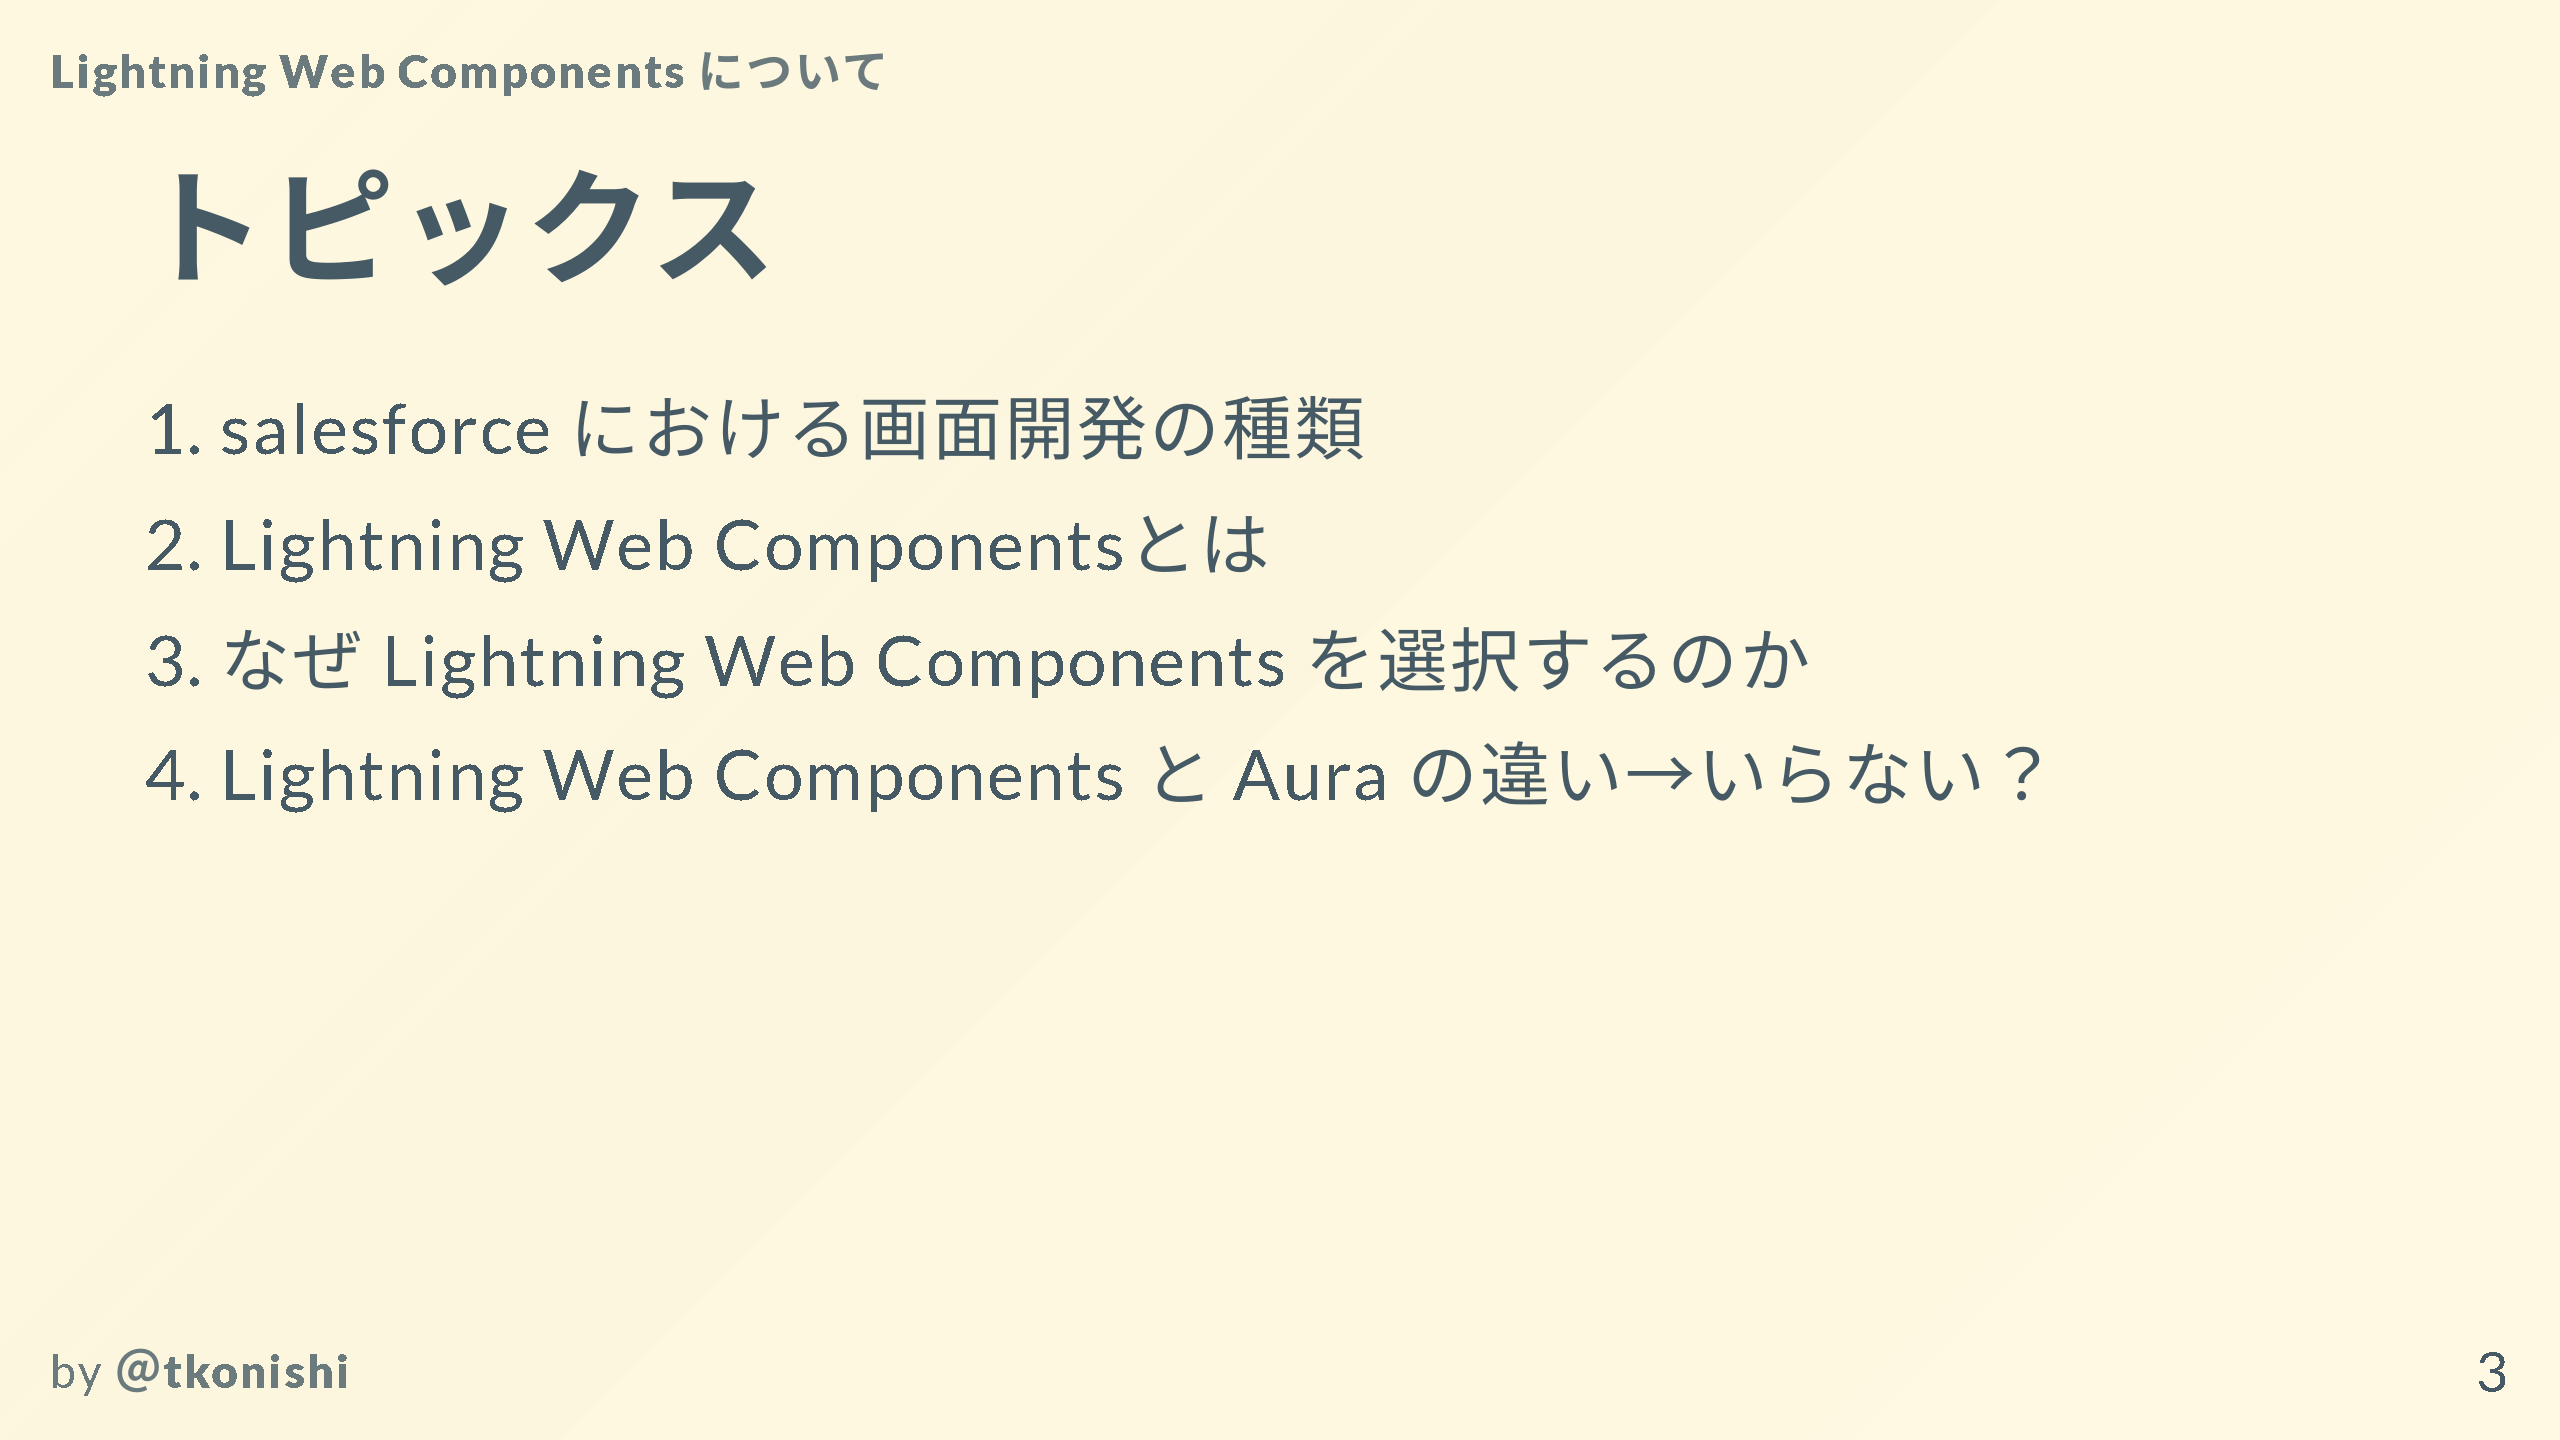 Lightning Web Components について
トピックス
1. salesforce における画面開発の種類
2. Lightning Web Componentsとは
3. なぜ Lightning Web Components を選択するのか
4. Lightning Web Components と Aura の違い→いらない？
by @tkonishi
3